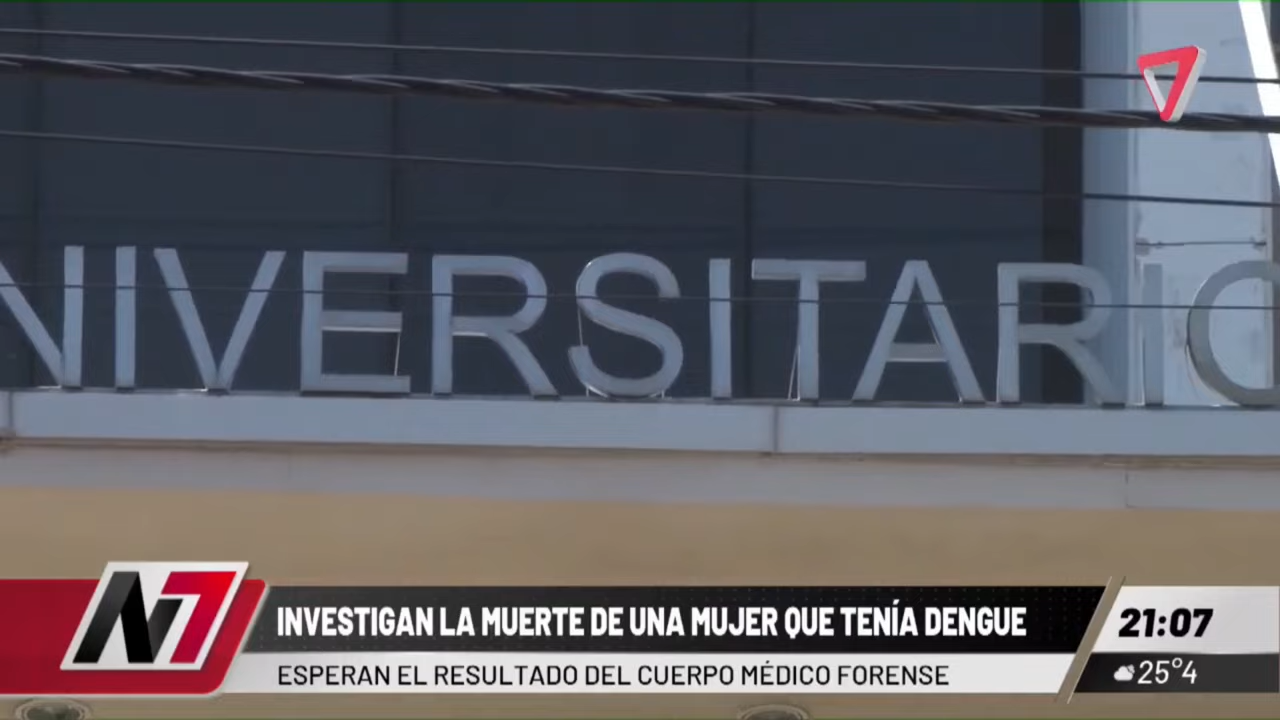 NIVERSITARIO
INVESTIGAN LA MUERTE DE UNA MUJER QUE TENÍA DENGUE
ESPERAN EL RESULTADO DEL CUERPO MÉDICO FORENSE
N7
21:07
25°4